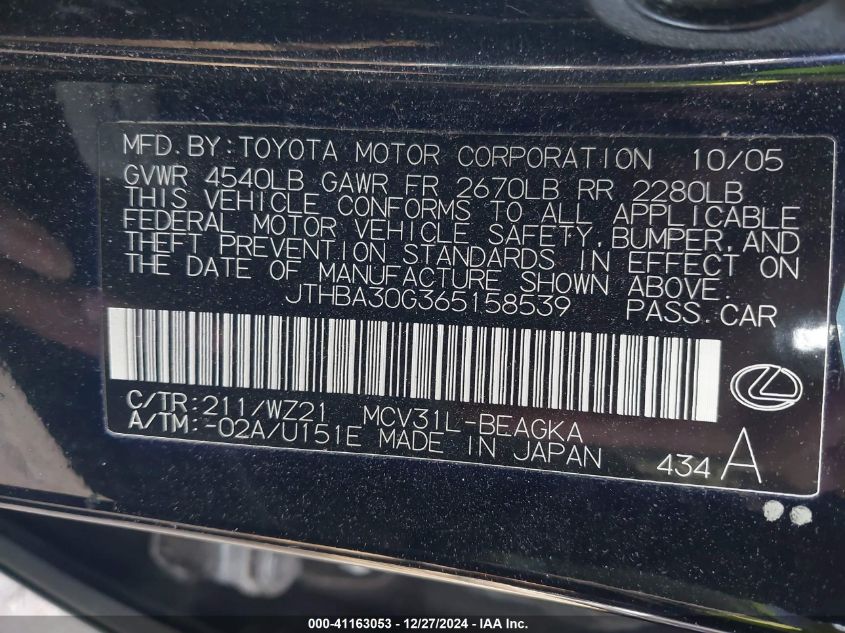 MFD. BY: TOYOTA MOTOR CORPORATION 10/05
GVWR 4540LB GAWR FR 2670LB RR 2280LB
THIS VEHICLE CONFORMS TO ALL APPLICABLE
FEDERAL MOTOR VEHICLE SAFETY, BUMPER, AND
THEFT PREVENTION STANDARDS IN EFFECT ON
THE DATE OF MANUFACTURE SHOWN ABOVE.
JTHBA30G365158539 PASS. CAR
C/TR: 211/WZ21 MCV31L-BEAGKA
A/TM: -02A/U151E MADE IN JAPAN 434 A
000-41163053 - 12/27/2024 - IAA Inc.